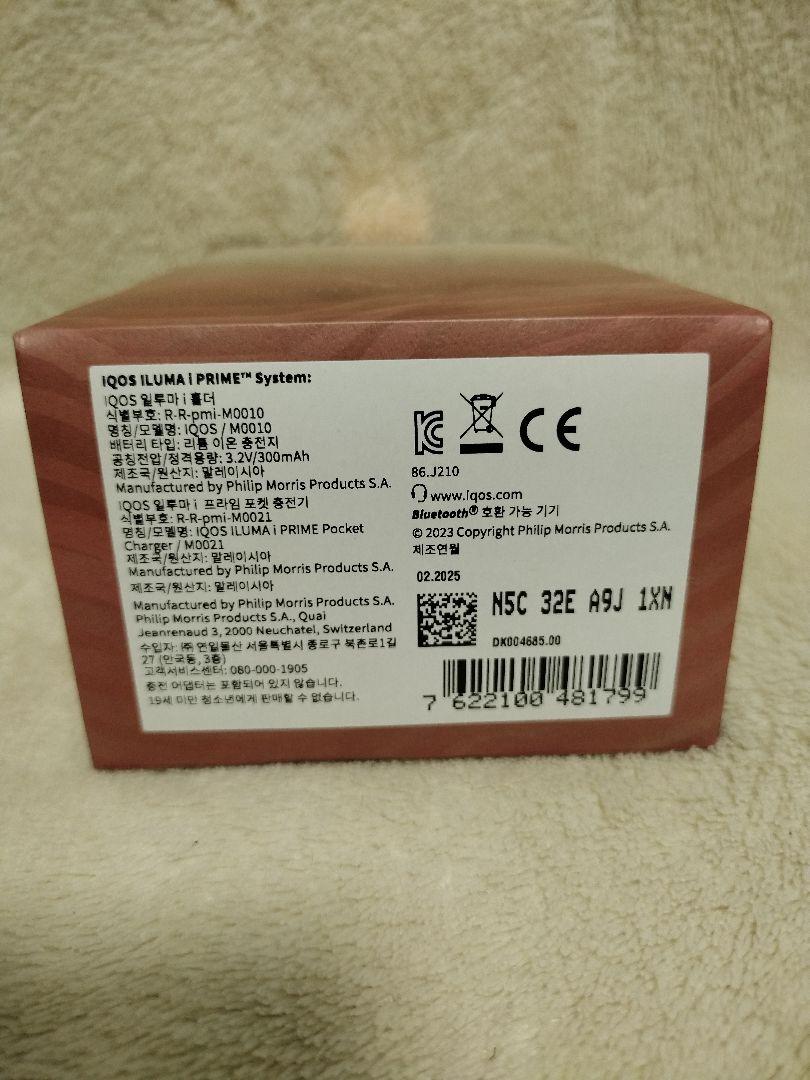 IQOS ILUMA i PRIME™ System:
IQOS 일루마 i 홀더
식별부호: R-R-pmi-M0010
명칭/모델명: IQOS / M0010
배터리 타입: 리튬 이온 충전지
공칭전압/정격용량: 3.2V/300mAh
제조국/원산지: 말레이시아
Manufactured by Philip Morris Products S.A.
IQOS 일루마 i 프라임 포켓 충전기
식별부호: R-R-pmi-M0021
명칭/모델명: IQOS ILUMA i PRIME Pocket
Charger / M0021
제조국/원산지: 말레이시아
Manufactured by Philip Morris Products S.A.
제조국/원산지: 말레이시아
Manufactured by Philip Morris Products S.A.
Philip Morris Products S.A., Quai
Jeanrenaud 3, 2000 Neuchatel, Switzerland
수입자: ㈜ 연일물산 서울특별시 종로구 북촌로1길
27 (안국동, 3층)
고객서비스센터: 080-000-1905
충전 어댑터는 포함되어 있지 않습니다.
19세 미만 청소년에게 판매할 수 없습니다.
CE
86.J210
www.iqos.com
Bluetooth® 호환 가능 기기
© 2023 Copyright Philip Morris Products S.A.
제조연월
02.2025
N5C 32E A9J 1XN
DK004685.00
7 622100 481799